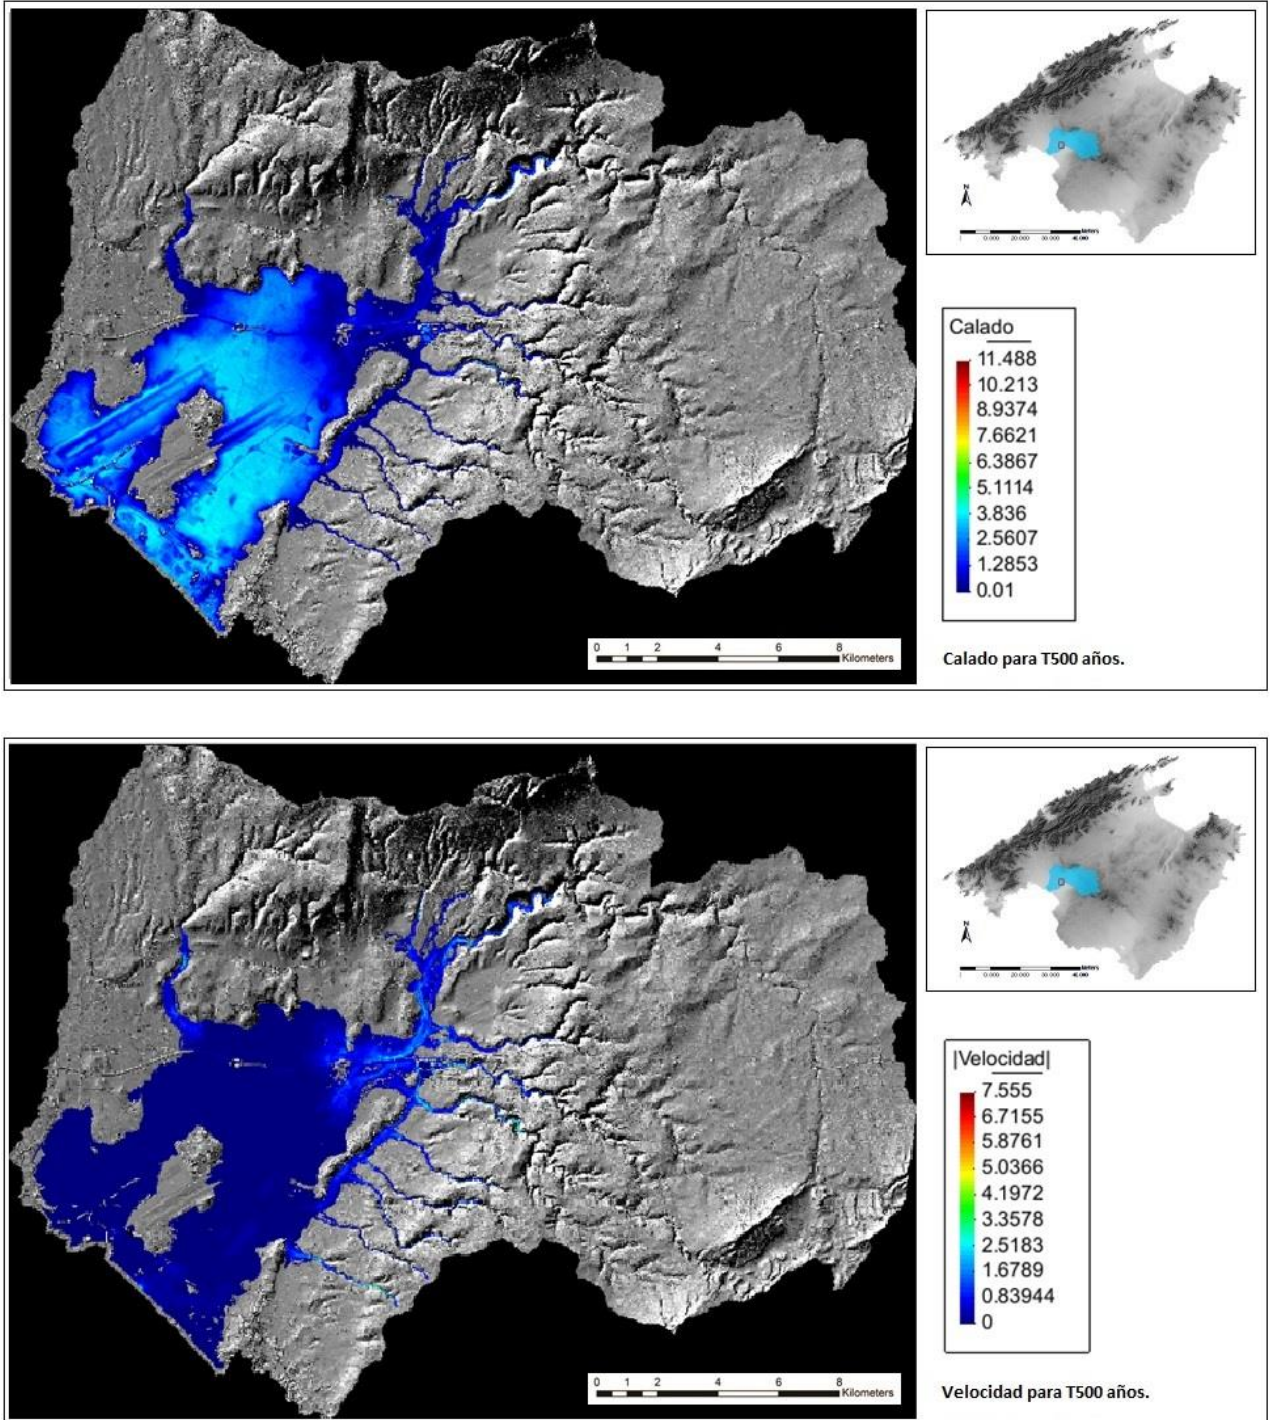 N
Meters
0 1 2 4 6 8
Kilometers
Calado
11.488
10.213
8.9374
7.6621
6.3867
5.1114
3.836
2.5607
1.2853
0.01
Calado para T500 años.
N
Meters
0 1 2 4 6 8
Kilometers
|Velocidad|
7.555
6.7155
5.8761
5.0366
4.1972
3.3578
2.5183
1.6789
0.83944
0
Velocidad para T500 años.